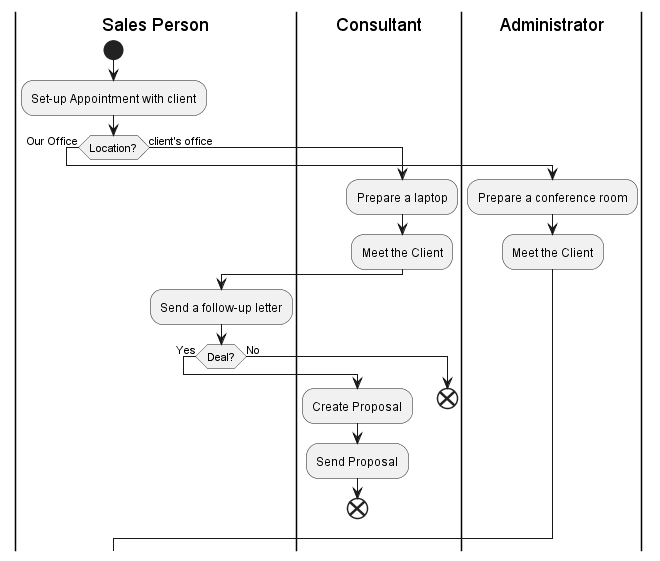 Sales Person
Consultant
Administrator
Set-up Appointment with client
Our Office
Location?
client's office
Prepare a laptop
Prepare a conference room
Meet the Client
Meet the Client
Send a follow-up letter
Yes
Deal?
No
Create Proposal
Send Proposal